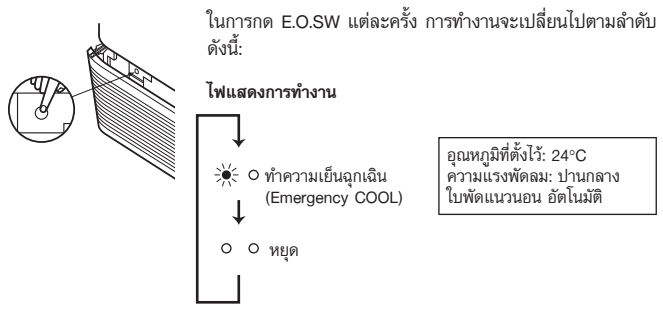 ในการกด E.O.SW แต่ละครั้ง การทำงานจะเปลี่ยนไปตามลำดับ
ดังนี้:
ไฟแสดงการทำงาน
ทำความเย็นฉุกเฉิน
(Emergency COOL)
หยุด
อุณหภูมิที่ตั้งไว้: 24°C
ความแรงพัดลม: ปานกลาง
ใบพัดแนวนอน อัตโนมัติ